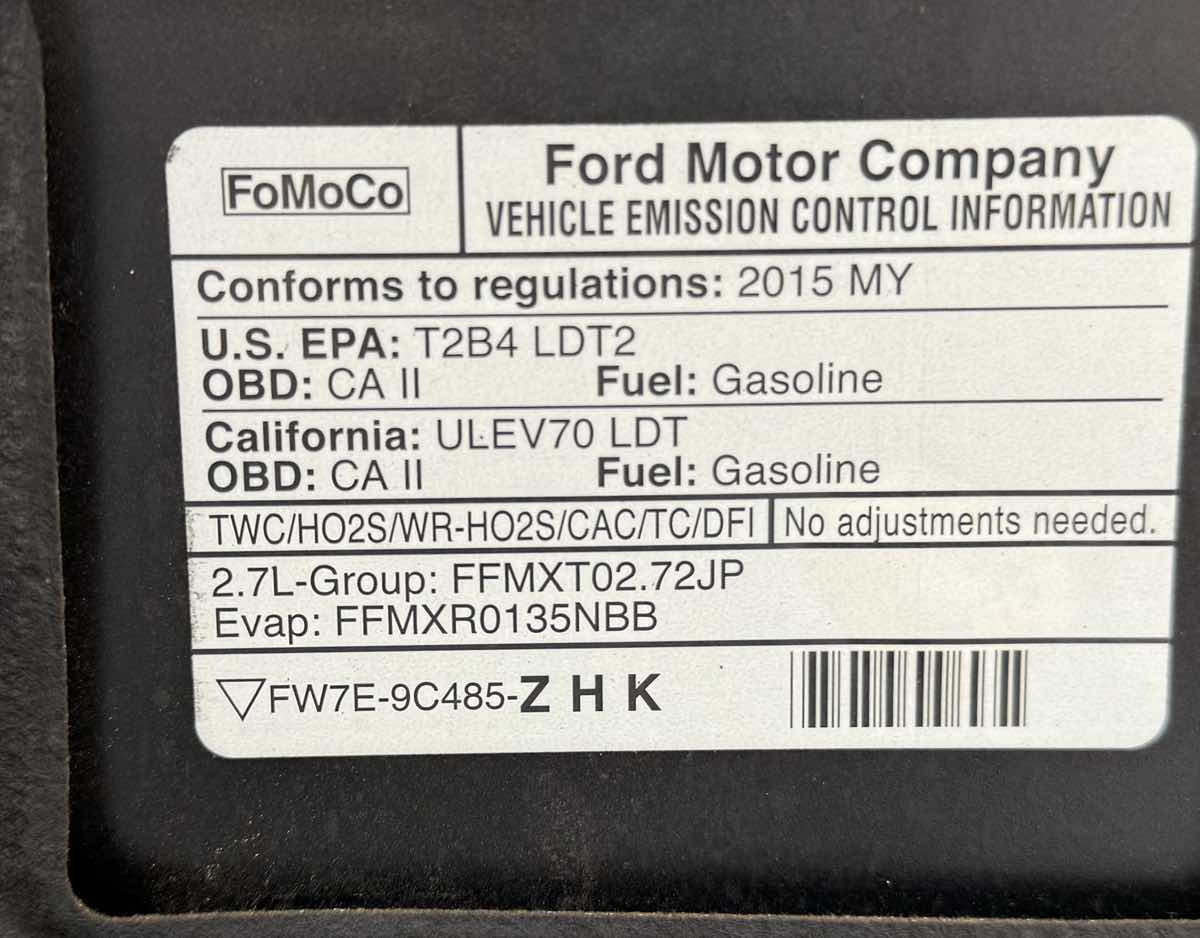 FoMoCo
Ford Motor Company
VEHICLE EMISSION CONTROL INFORMATION
Conforms to regulations: 2015 MY
U.S. EPA: T2B4 LDT2
OBD: CA II Fuel: Gasoline
California: ULEV70 LDT
OBD: CA II Fuel: Gasoline
TWC/HO2S/WR-HO2S/CAC/TC/DFI No adjustments needed.
2.7L-Group: FFMXT02.72JP
Evap: FFMXR0135NBB
FW7E-9C485-Z H K